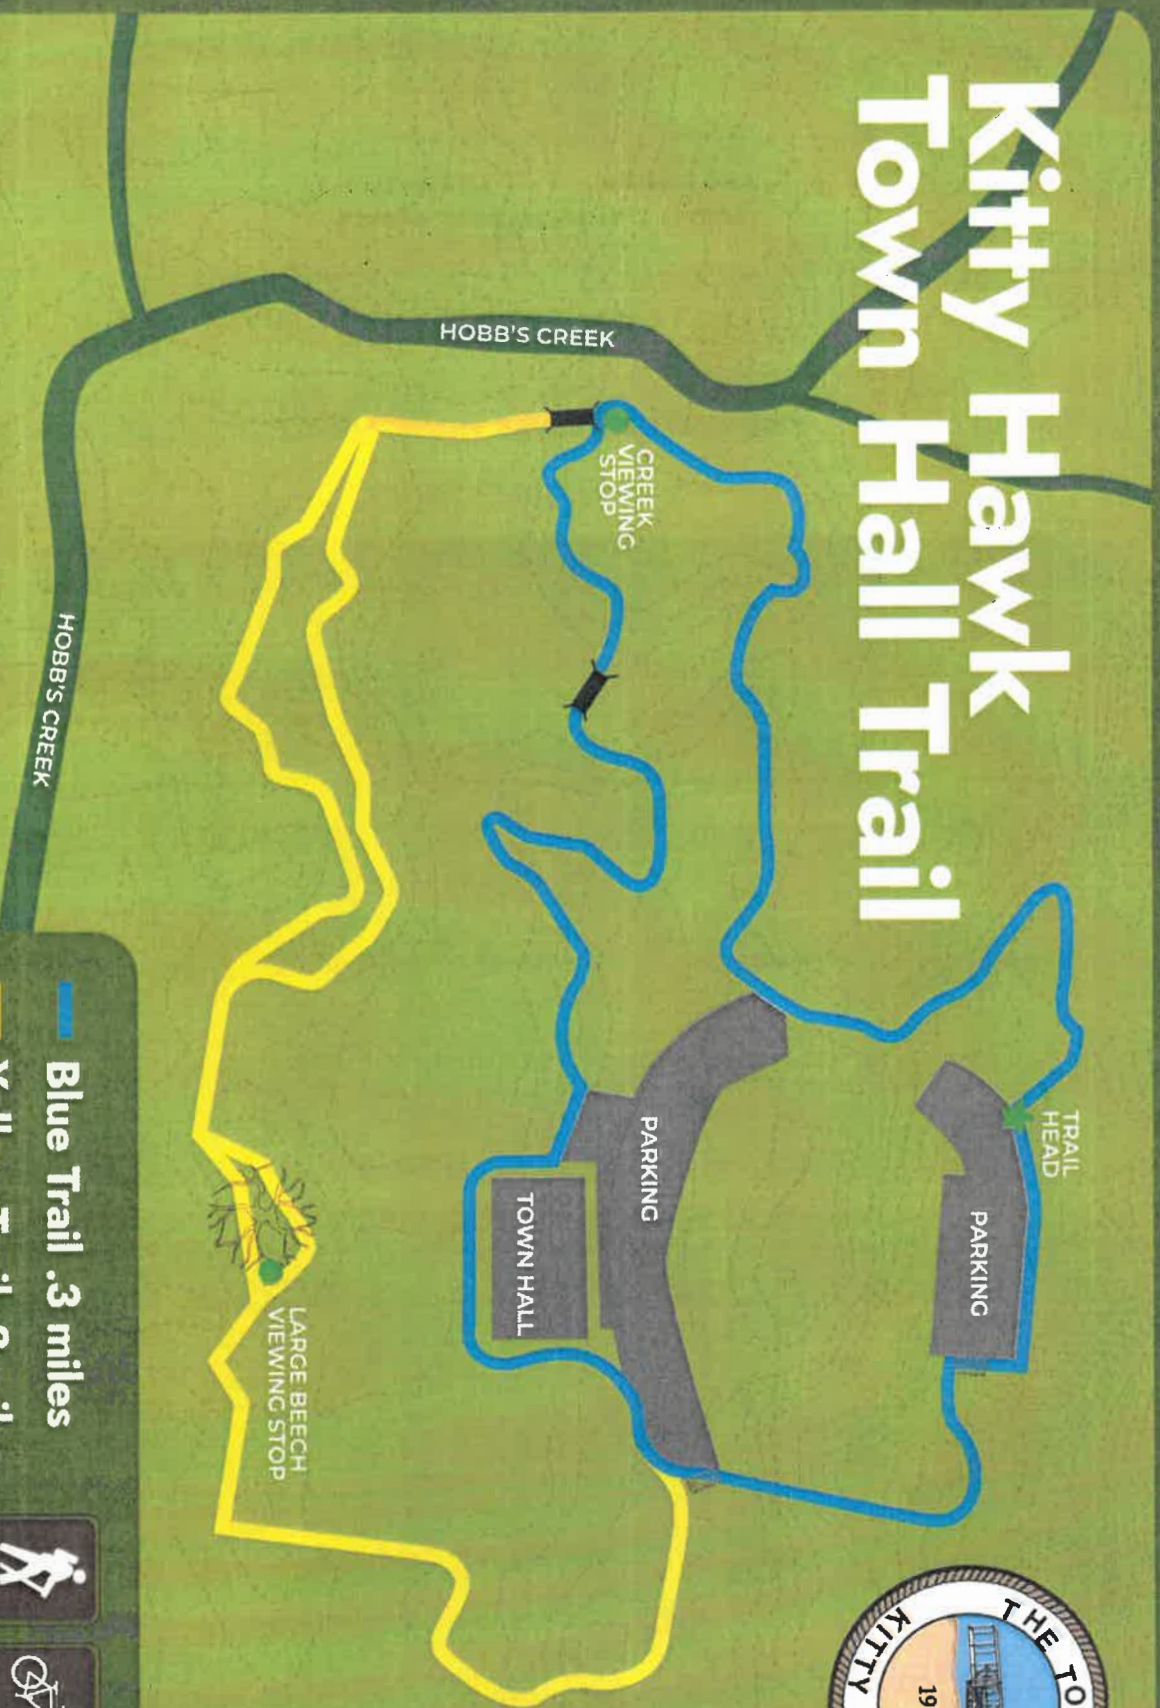 Kitty Hawk
Town Hall Trail
HOBB'S CREEK
CREEK
VIEWING
STOP
TRAIL
HEAD
PARKING
PARKING
TOWN HALL
LARGE BEECH
VIEWING STOP
HOBB'S CREEK
Blue Trail .3 miles
THE TO
KITTY
19